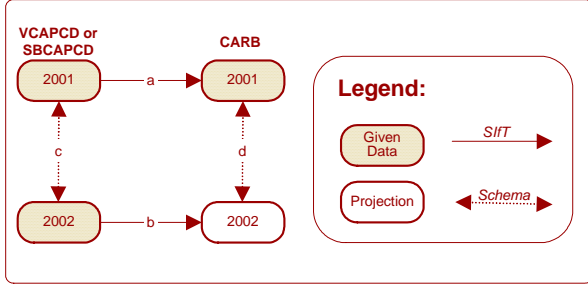 VCAPCD or
SBCAPCD
CARB
2001
a
2001
c
d
2002
b
2002
Legend:
Given
Data
SIfT
Projection
Schema